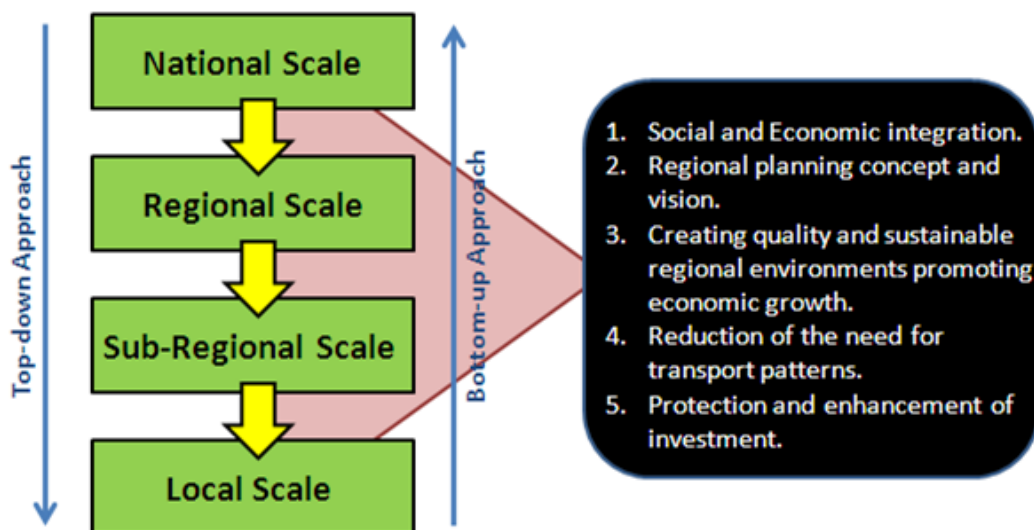 Top-down Approach
National Scale
Regional Scale
Sub-Regional Scale
Local Scale
Bottom-up Approach
1. Social and Economic integration.
2. Regional planning concept and
vision.
3. Creating quality and sustainable
regional environments promoting
economic growth.
4. Reduction of the need for
transport patterns.
5. Protection and enhancement of
investment.